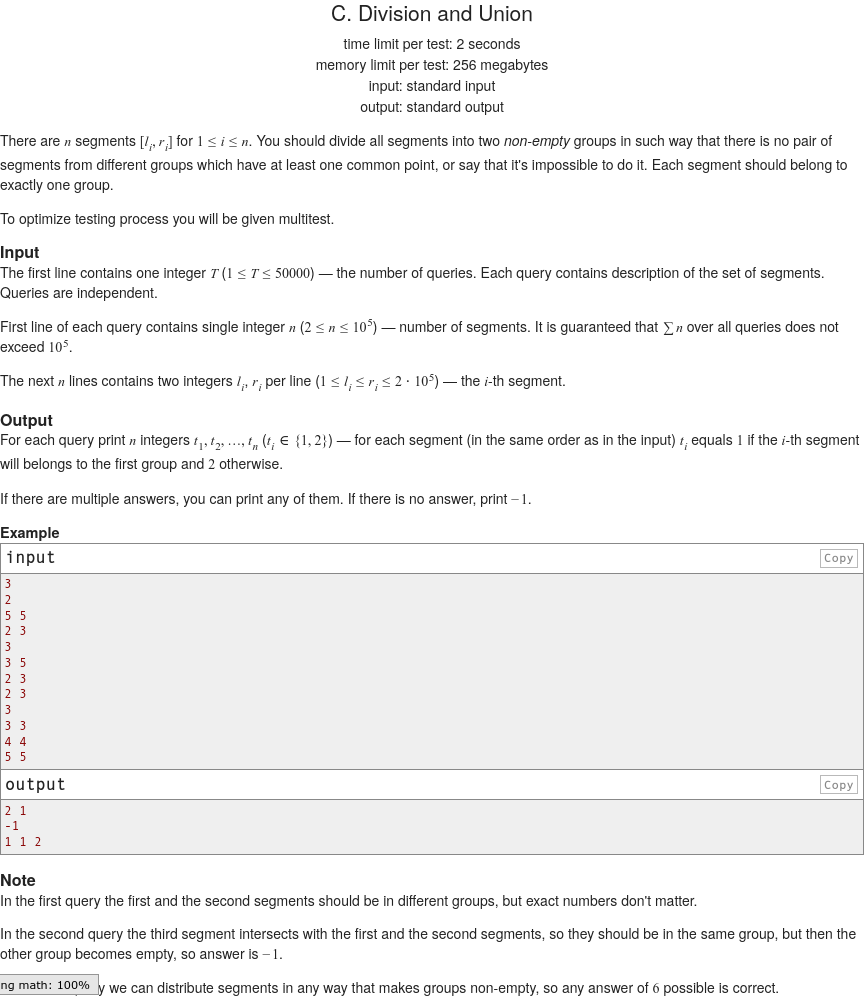 C. Division and Union
time limit per test: 2 seconds
memory limit per test: 256 megabytes
input: standard input
output: standard output
There are n segments [l_i, r_i] for 1 ≤ i ≤ n. You should divide all segments into two non-empty groups in such way that there is no pair of
segments from different groups which have at least one common point, or say that it's impossible to do it. Each segment should belong to
exactly one group.
To optimize testing process you will be given multitest.
Input
The first line contains one integer T (1 ≤ T ≤ 50000) — the number of queries. Each query contains description of the set of segments.
Queries are independent.
First line of each query contains single integer n (2 ≤ n ≤ 10^5) — number of segments. It is guaranteed that ∑ n over all queries does not
exceed 10^5.
The next n lines contains two integers l_i, r_i per line (1 ≤ l_i ≤ r_i ≤ 2 · 10^5) — the i-th segment.
Output
For each query print n integers t_1, t_2, …, t_n (t_i ∈ {1, 2}) — for each segment (in the same order as in the input) t_i equals 1 if the i-th segment
will belongs to the first group and 2 otherwise.
If there are multiple answers, you can print any of them. If there is no answer, print −1.
Example
input Copy
3
2
5 5
2 3
3
3 5
2 3
2 3
3
3 3
4 4
5 5
output Copy
2 1
-1
1 1 2
Note
In the first query the first and the second segments should be in different groups, but exact numbers don't matter.
In the second query the third segment intersects with the first and the second segments, so they should be in the same group, but then the
other group becomes empty, so answer is −1.
ng math: 100% y we can distribute segments in any way that makes groups non-empty, so any answer of 6 possible is correct.